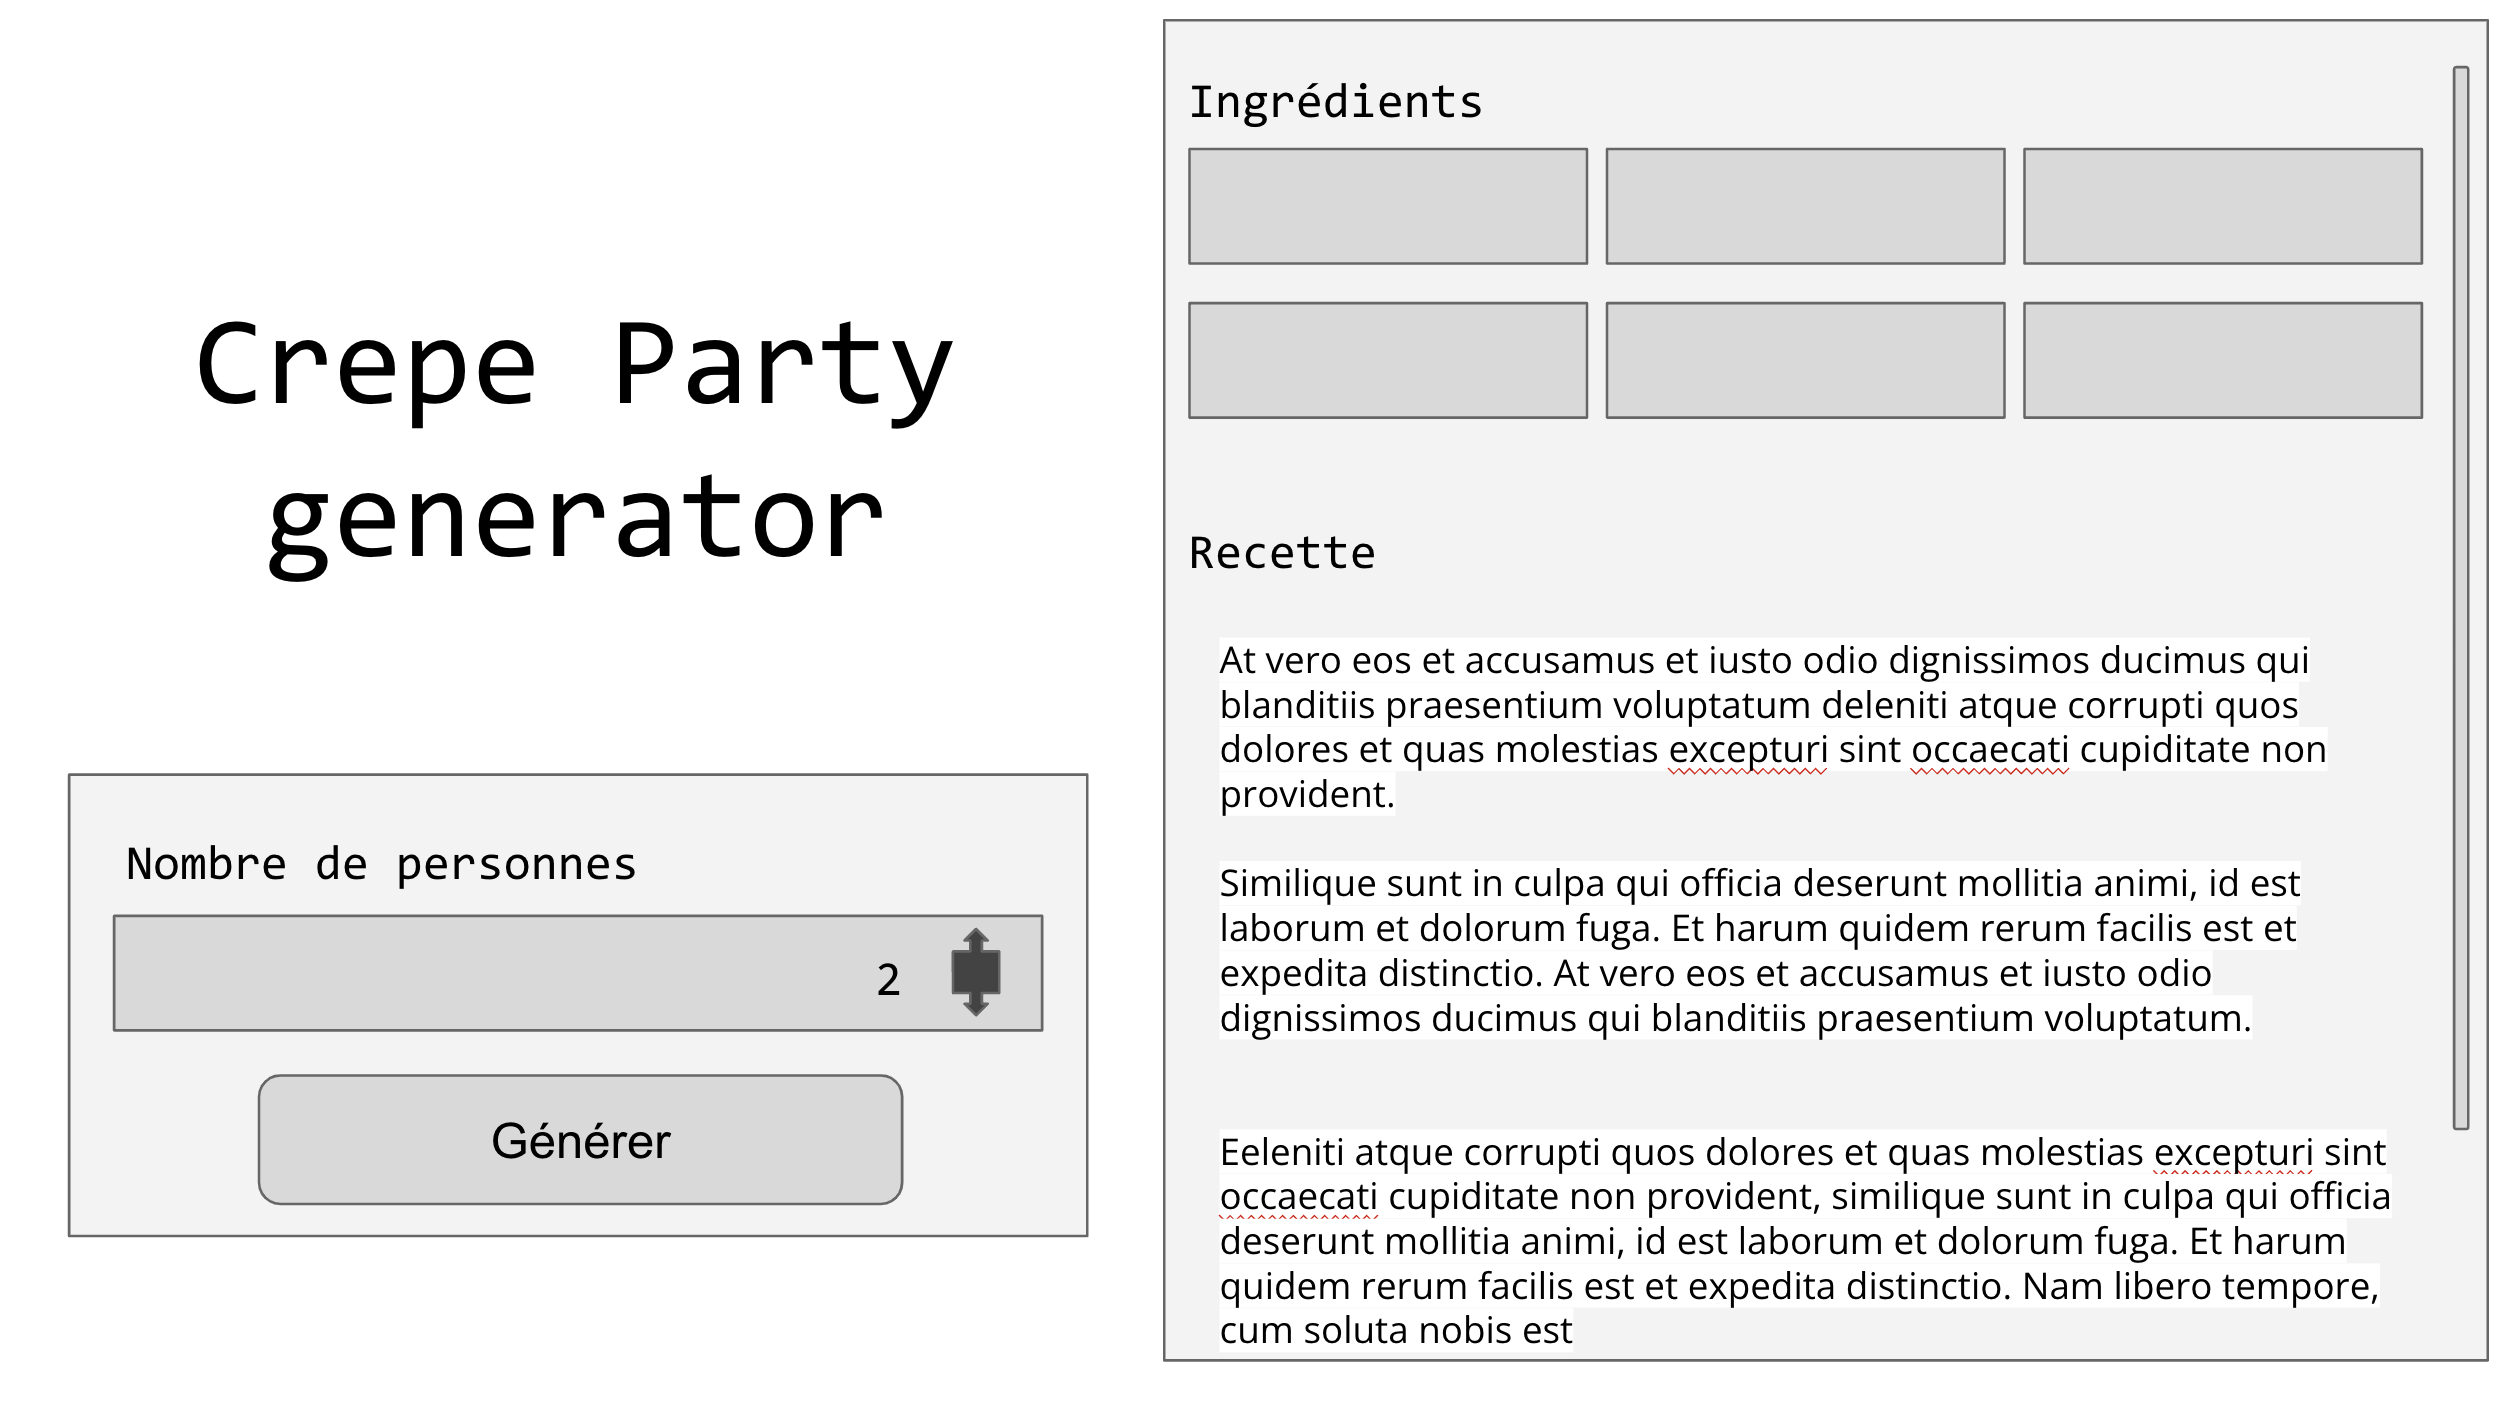 Crepe Party
generator
Nombre de personnes
2
Générer
Ingrédients
Recette
At vero eos et accusamus et iusto odio dignissimos ducimus qui
blanditiis praesentium voluptatum deleniti atque corrupti quos
dolores et quas molestias excepturi sint occaecati cupiditate non
provident.
Similique sunt in culpa qui officia deserunt mollitia animi, id est
laborum et dolorum fuga. Et harum quidem rerum facilis est et
expedita distinctio. At vero eos et accusamus et iusto odio
dignissimos ducimus qui blanditiis praesentium voluptatum.
Eeleniti atque corrupti quos dolores et quas molestias excepturi sint
occaecati cupiditate non provident, similique sunt in culpa qui officia
deserunt mollitia animi, id est laborum et dolorum fuga. Et harum
quidem rerum facilis est et expedita distinctio. Nam libero tempore,
cum soluta nobis est